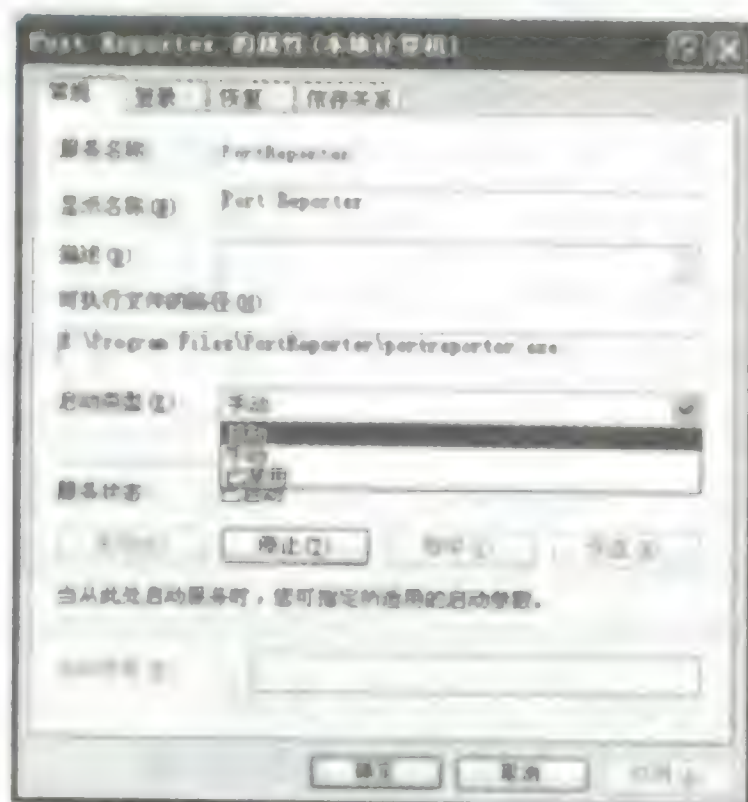 Port Reporter 的属性(本地计算机)
常规 登录 恢复 依存关系
服务名称 PortReporter
显示名称(N) Port Reporter
描述(D)
可执行文件的路径(H)
\Program Files\PortReporter\portreporter.exe
启动类型(E) 手动
自动
手动
服务状态 已启动
停止(T)
当从此处启动服务时，您可指定所适用的启动参数。
确定 取消